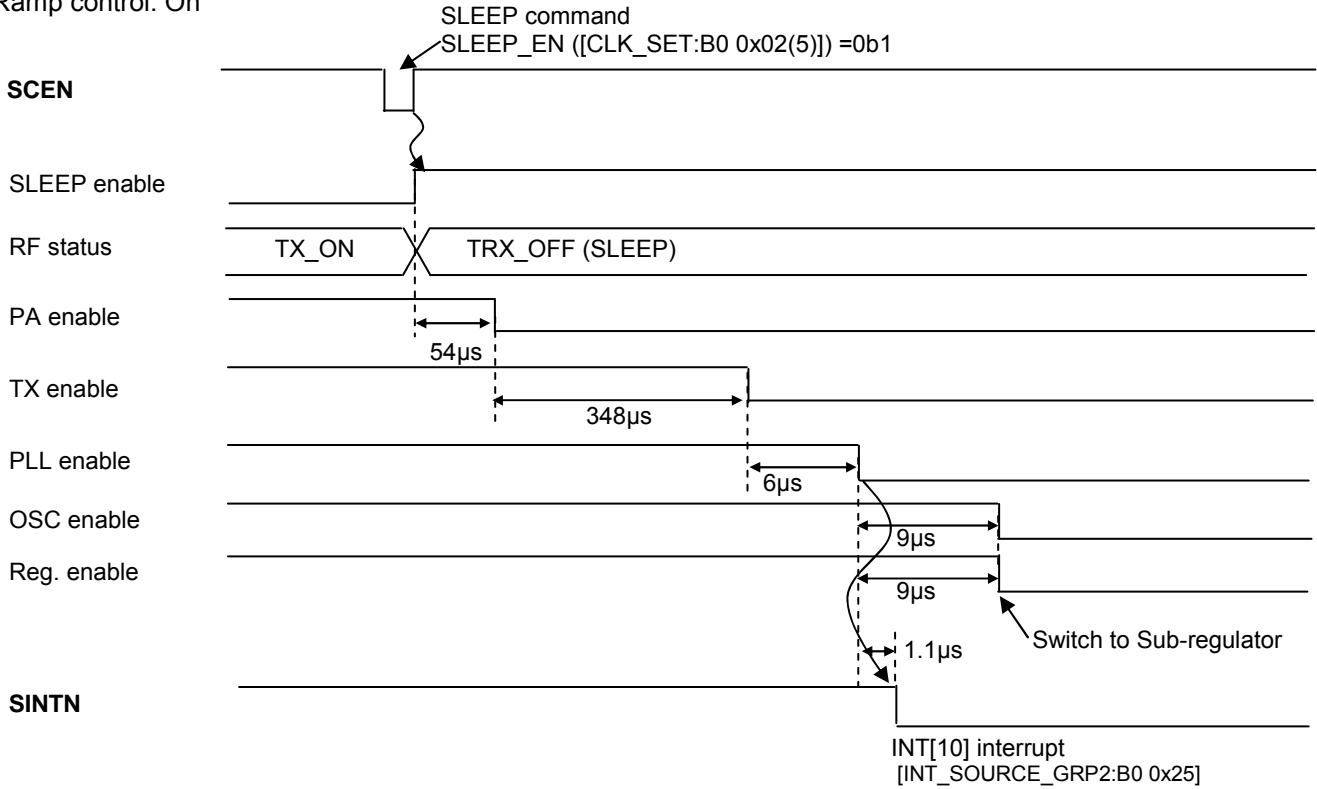 Ramp control: On
SLEEP command
SLEEP_EN ([CLK_SET:B0 0x02(5)]) =0b1
SCEN
SLEEP enable
RF status
TX_ON
TRX_OFF (SLEEP)
PA enable
54μs
TX enable
348μs
PLL enable
6μs
OSC enable
9μs
Reg. enable
9μs
Switch to Sub-regulator
1.1μs
SINTN
INT[10] interrupt
[INT_SOURCE_GRP2:B0 0x25]